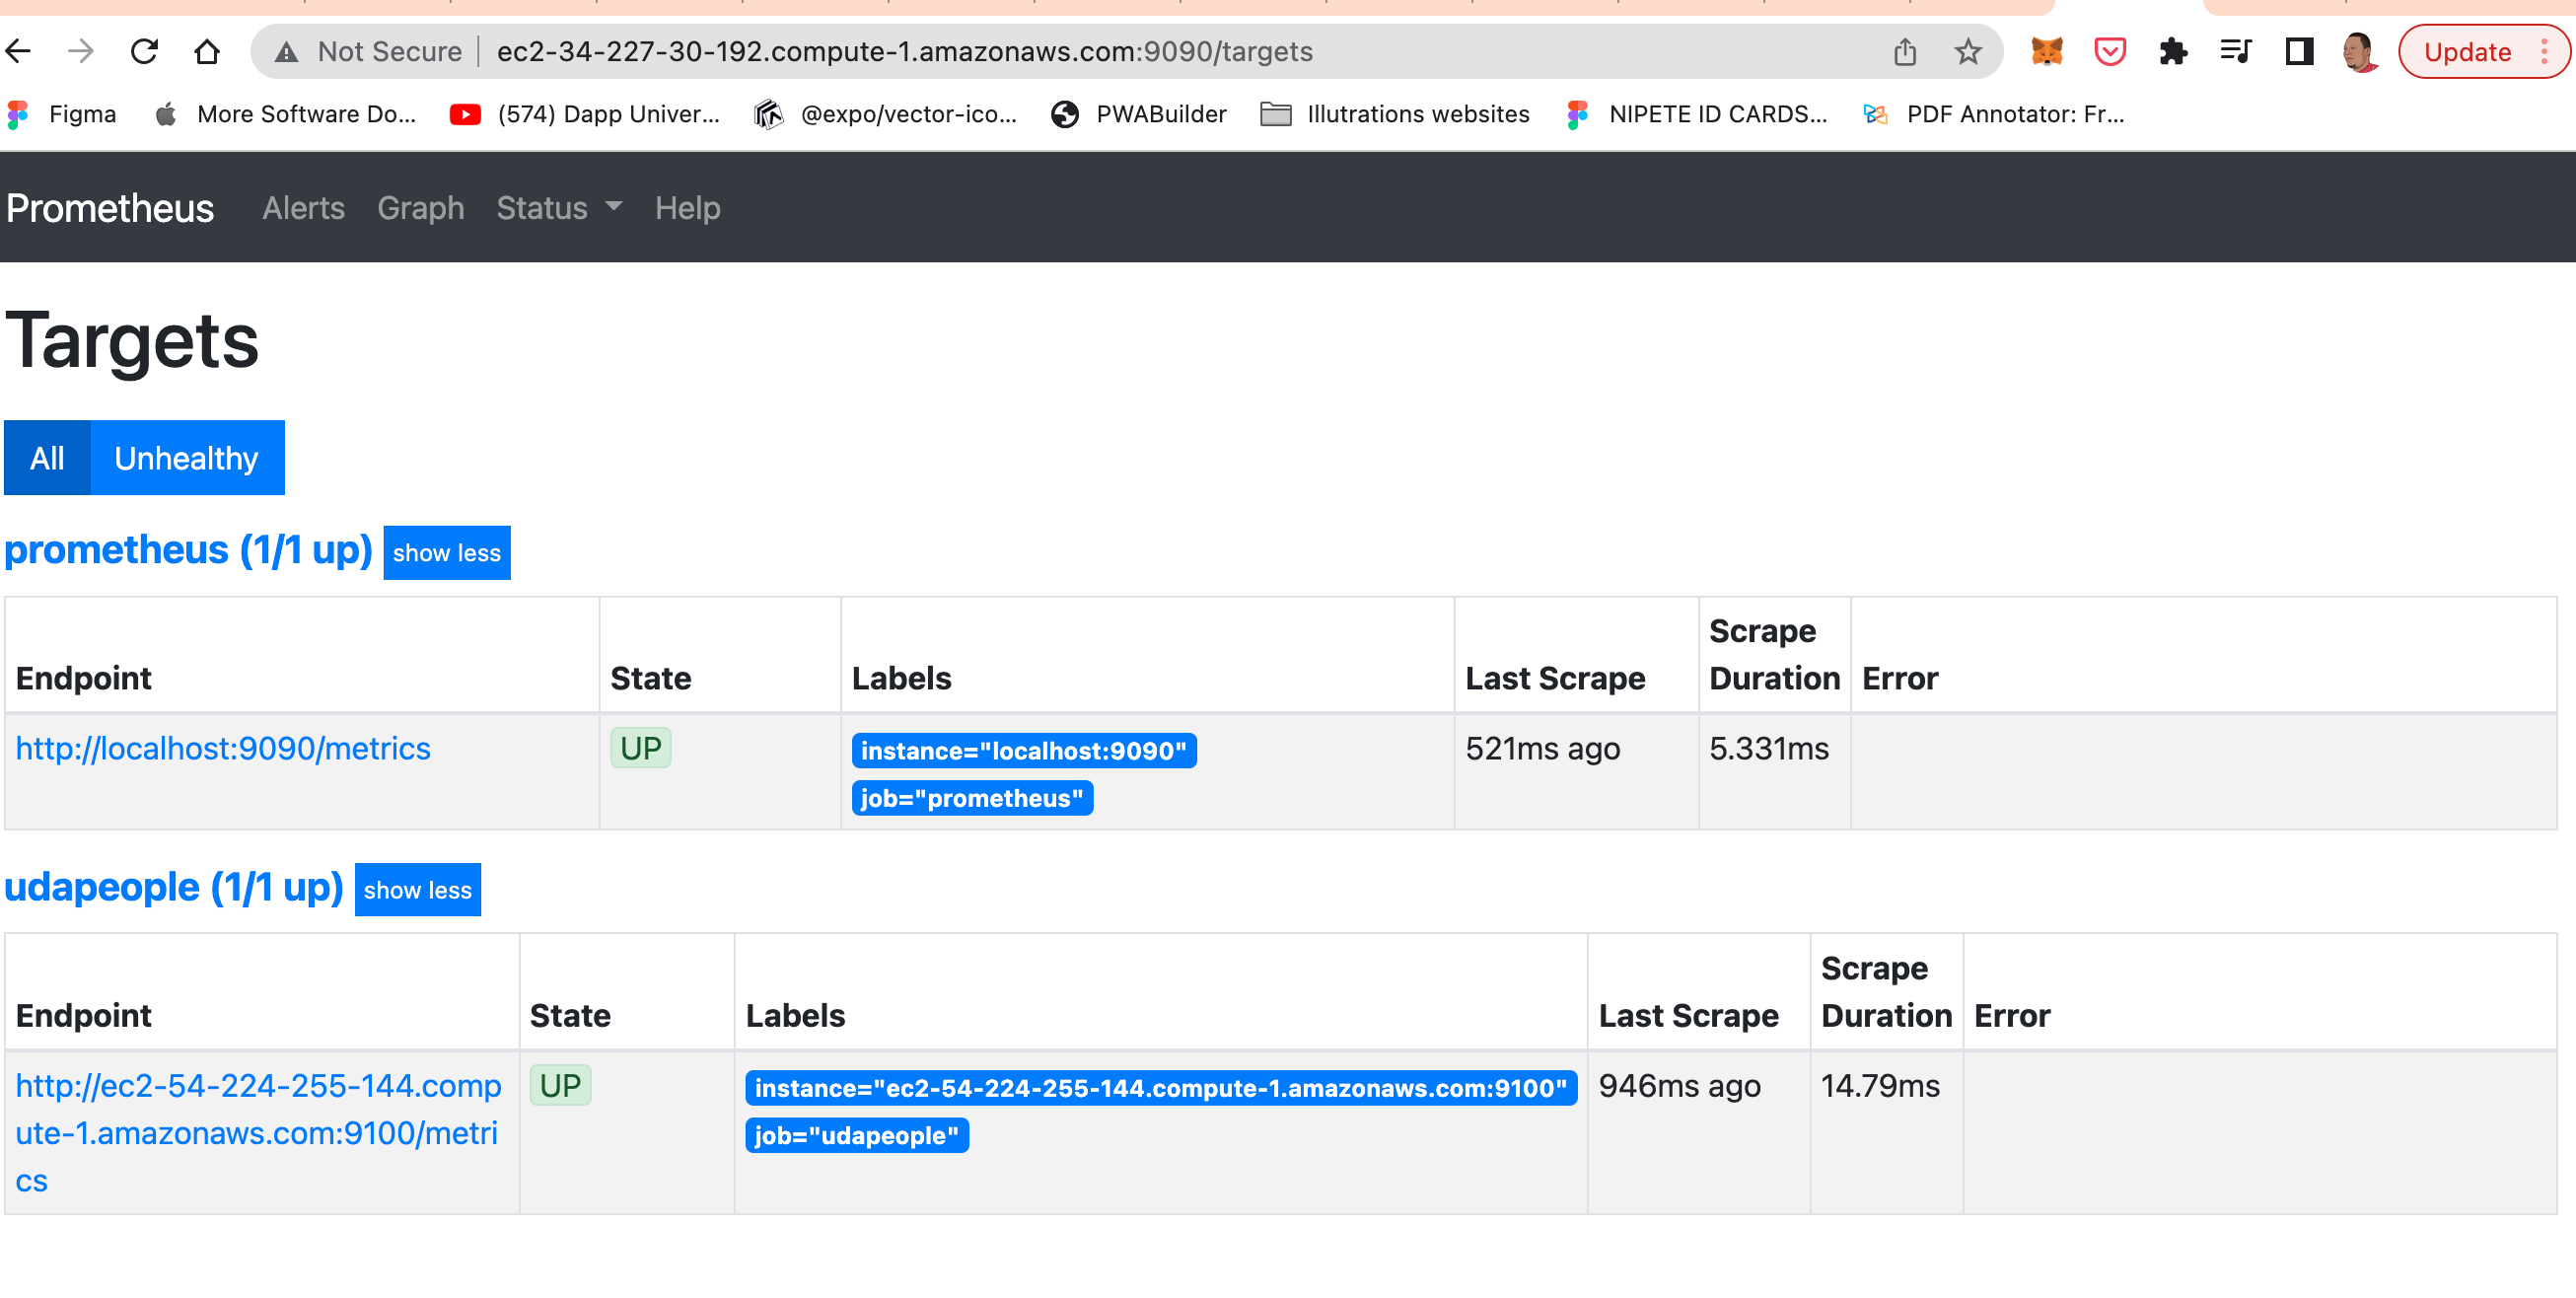 Not Secure ec2-34-227-30-192.compute-1.amazonaws.com:9090/targets Update
Figma More Software Do... (574) Dapp Univer... @expo/vector-ico... PWABuilder Illutrations websites NIPETE ID CARDS... PDF Annotator: Fr...
Prometheus Alerts Graph Status Help
Targets
All Unhealthy
prometheus (1/1 up) show less
Endpoint State Labels Last Scrape Scrape Duration Error
http://localhost:9090/metrics UP instance="localhost:9090" 521ms ago 5.331ms
job="prometheus"
udapeople (1/1 up) show less
Endpoint State Labels Last Scrape Scrape Duration Error
http://ec2-54-224-255-144.comp UP instance="ec2-54-224-255-144.compute-1.amazonaws.com:9100" 946ms ago 14.79ms
ute-1.amazonaws.com:9100/metri job="udapeople"
cs